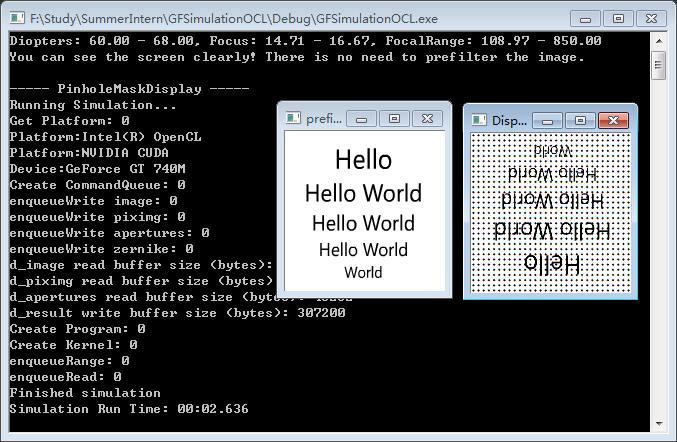 F:\Study\SummerIntern\GFSimulationOCL\Debug\GFSimulationOCL.exe
Diopters: 60.00 - 68.00, Focus: 14.71 - 16.67, FocalRange: 108.97 - 850.00
You can see the screen clearly! There is no need to prefilter the image.
----- PinholeMaskDisplay -----
Running Simulation...
Get Platform: 0
Platform:Intel(R) OpenCL
Platform:NVIDIA CUDA
Device:GeForce GT 740M
Create CommandQueue: 0
enqueueWrite image: 0
enqueueWrite piximg: 0
enqueueWrite apertures: 0
enqueueWrite zernike: 0
d_image read buffer size (bytes):
d_piximg read buffer size (bytes)
d_apertures read buffer size (bytes):
d_result write buffer size (bytes): 307200
Create Program: 0
Create Kernel: 0
enqueueRange: 0
enqueueRead: 0
Finished simulation
Simulation Run Time: 00:02.636
prefi...
Hello
Hello World
Hello World
Hello World
World
Disp...
World
Hello World
Hello World
Hello World
Hello